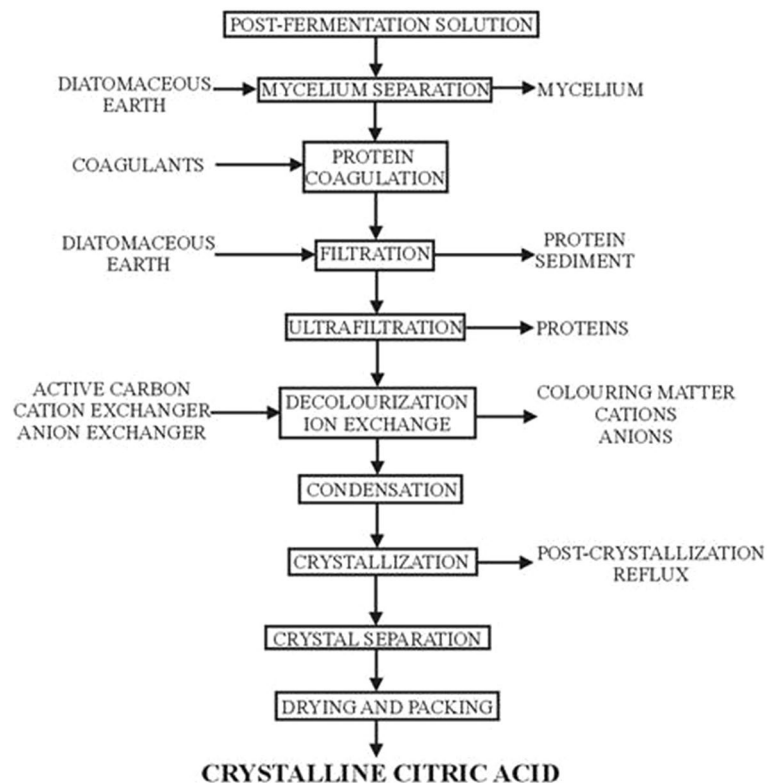 POST-FERMENTATION SOLUTION
DIATOMACEOUS
EARTH
MYCELIUM SEPARATION
MYCELIUM
COAGULANTS
PROTEIN
COAGULATION
DIATOMACEOUS
EARTH
FILTRATION
PROTEIN
SEDIMENT
ULTRAFILTRATION
PROTEINS
ACTIVE CARBON
CATION EXCHANGER
ANION EXCHANGER
DECOLOURIZATION
ION EXCHANGE
COLOURING MATTER
CATIONS
ANIONS
CONDENSATION
CRYSTALLIZATION
POST-CRYSTALLIZATION
REFLUX
CRYSTAL SEPARATION
DRYING AND PACKING
CRYSTALLINE CITRIC ACID